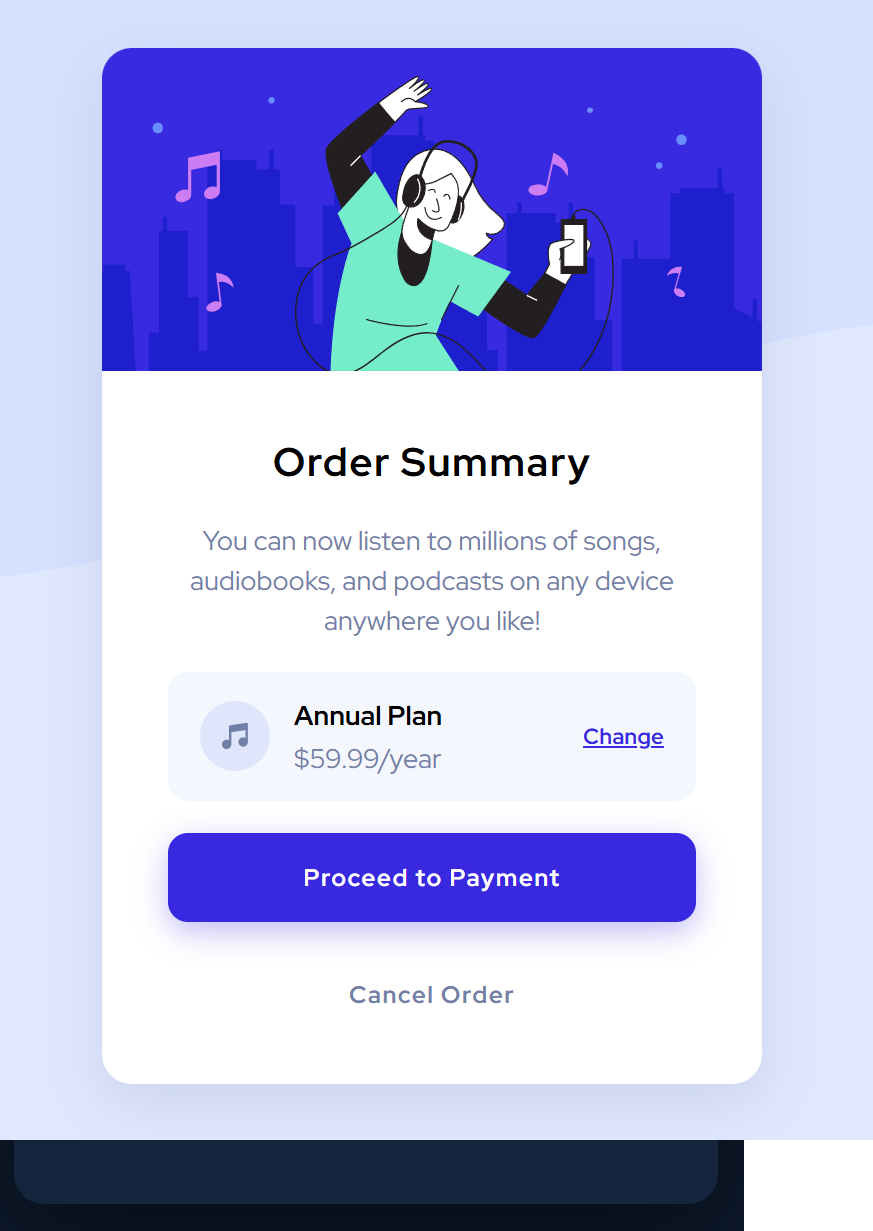 Order Summary
You can now listen to millions of songs,
audiobooks, and podcasts on any device
anywhere you like!
Annual Plan
$59.99/year
Change
Proceed to Payment
Cancel Order